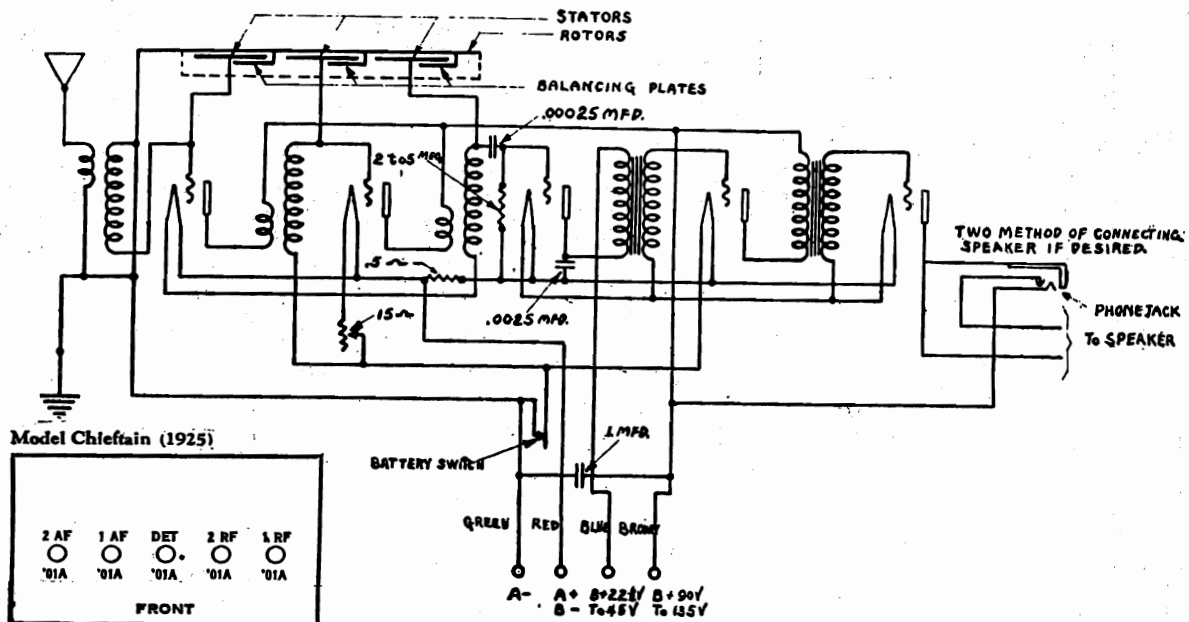 STATORS
ROTORS
BALANCING PLATES
.00025 MFD.
2 TO 5 MEG.
TWO METHOD OF CONNECTING
SPEAKER IF DESIRED
.5 ~
.0025 MFD.
PHONE JACK
15 ~
TO SPEAKER
Model Chieftain (1925)
1 MFD.
BATTERY SWITCH
GREEN RED BLUE BROWN
2 AF 1 AF DET. 2 RF 1 RF
'01A '01A '01A '01A '01A
FRONT
A- A+ B+22½V B+90V
B- TO 45V TO 135V